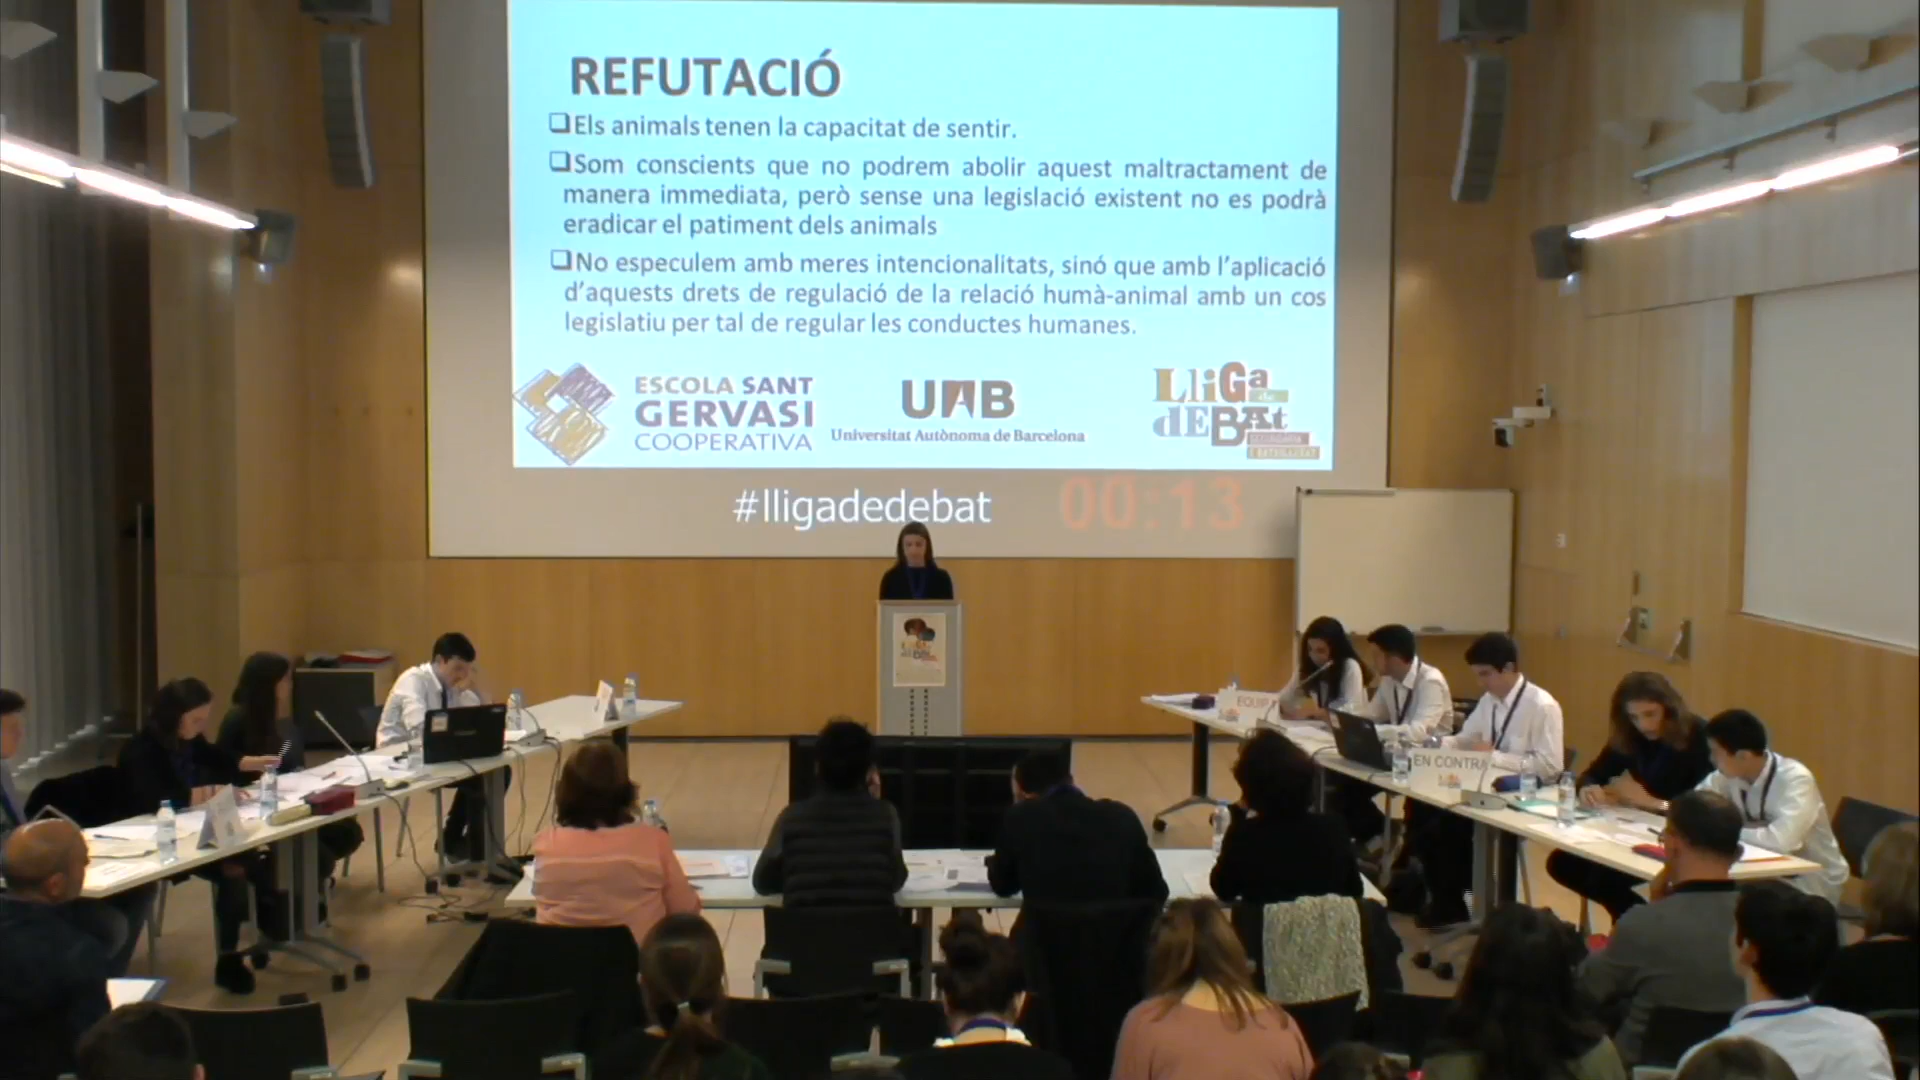 REFUTACIÓ
❑Els animals tenen la capacitat de sentir.
❑Som conscients que no podrem abolir aquest maltractament de
manera immediata, però sense una legislació existent no es podrà
eradicar el patiment dels animals
❑No especulem amb meres intencionalitats, sinó que amb l'aplicació
d'aquests drets de regulació de la relació humà-animal amb un cos
legislatiu per tal de regular les conductes humanes.
ESCOLA SANT
GERVASI
COOPERATIVA
UAB
Universitat Autònoma de Barcelona
LLiGa
de
dEBAt
SECUNDÀRIA
I BATXILLERAT
#lligadedebat
00:13
EQUIP
EN CONTRA